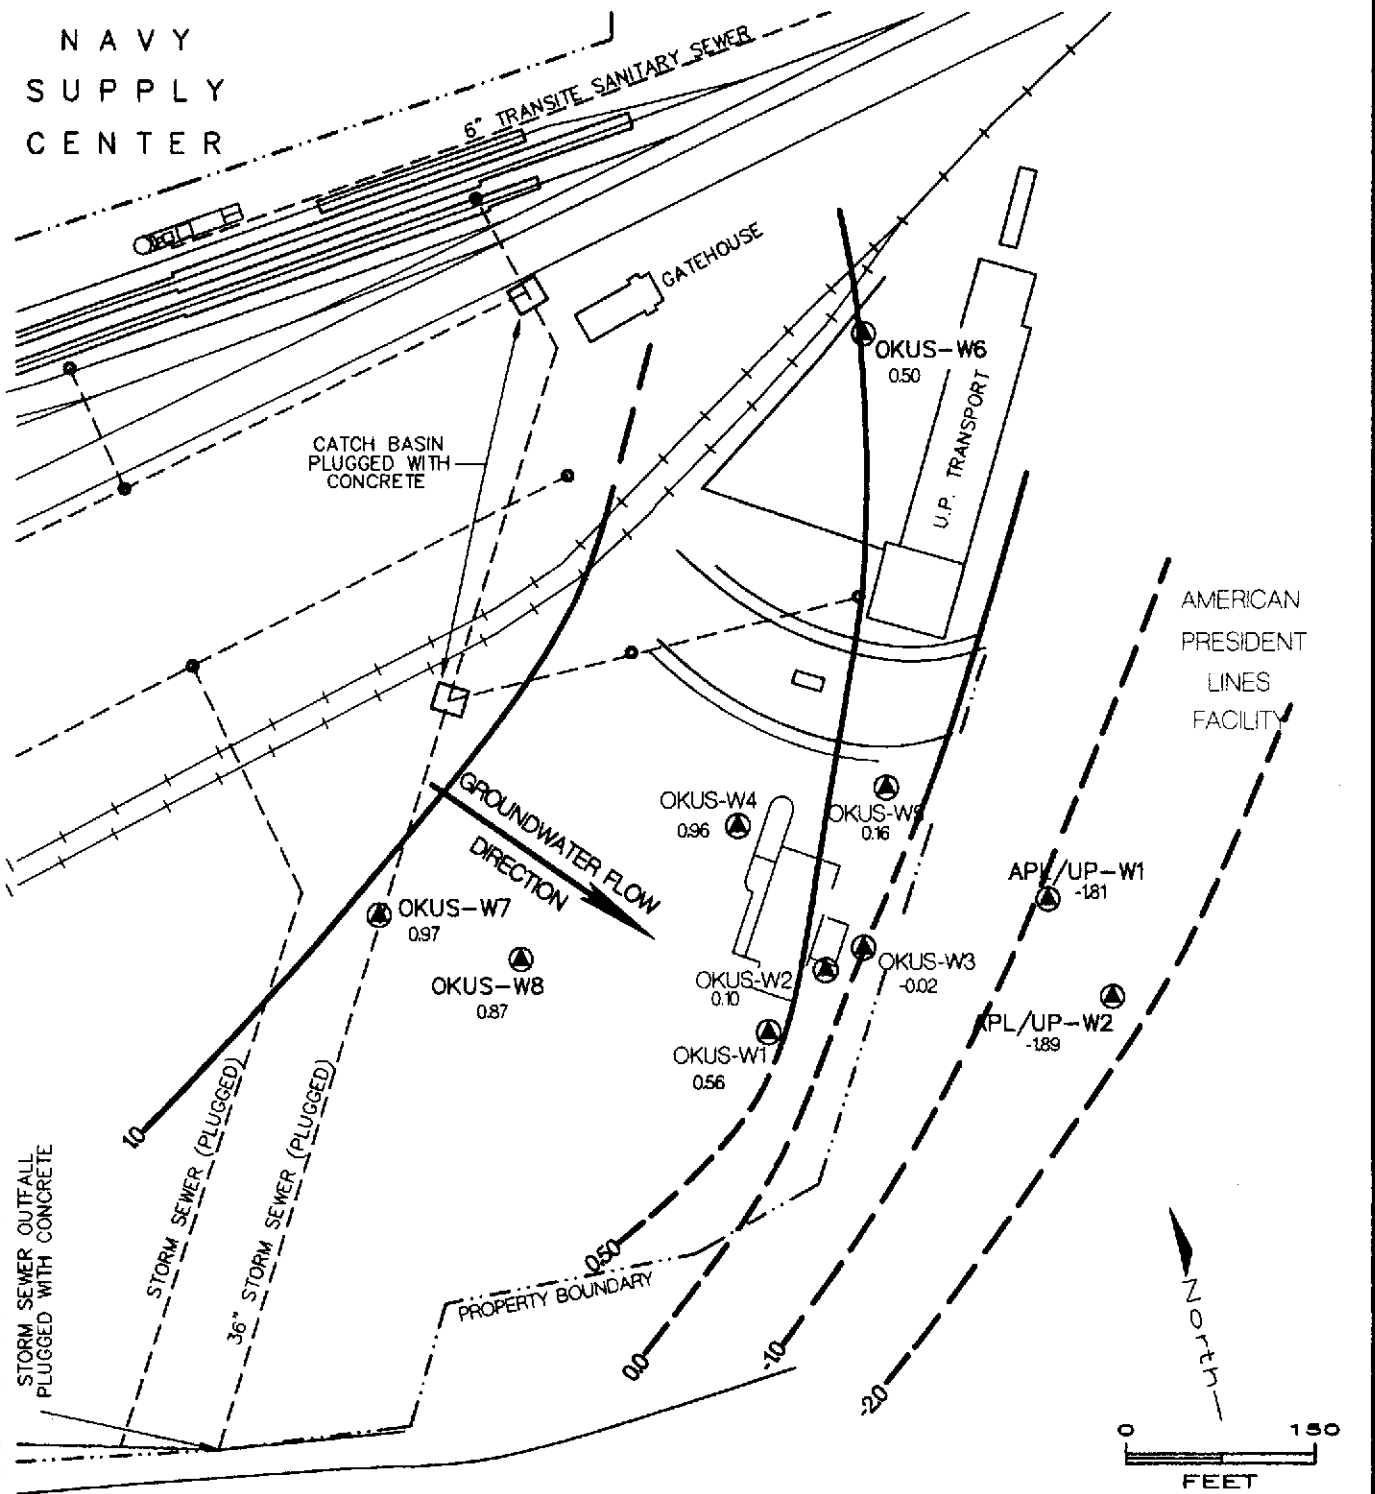 NAVY
SUPPLY
CENTER
6" TRANSITE SANITARY SEWER
GATEHOUSE
OKUS-W6
0.50
U.P. TRANSPORT
CATCH BASIN
PLUGGED WITH
CONCRETE
AMERICAN
PRESIDENT
LINES
FACILITY
GROUNDWATER FLOW
DIRECTION
OKUS-W4
0.96
OKUS-W5
0.16
APL/UP-W1
-1.81
OKUS-W7
0.97
OKUS-W8
0.87
OKUS-W2
0.10
OKUS-W3
-0.02
APL/UP-W2
-1.89
OKUS-W1
0.56
1.0
STORM SEWER (PLUGGED)
36" STORM SEWER (PLUGGED)
STORM SEWER OUTFALL
PLUGGED WITH CONCRETE
0.50
PROPERTY BOUNDARY
0.0
-1.0
-2.0
North
0 150
FEET